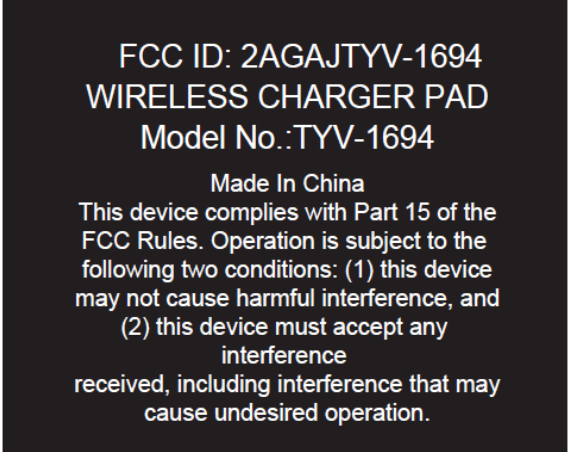 FCC ID: 2AGAJTYV-1694
WIRELESS CHARGER PAD
Model No.:TYV-1694
Made In China
This device complies with Part 15 of the
FCC Rules. Operation is subject to the
following two conditions: (1) this device
may not cause harmful interference, and
(2) this device must accept any
interference
received, including interference that may
cause undesired operation.